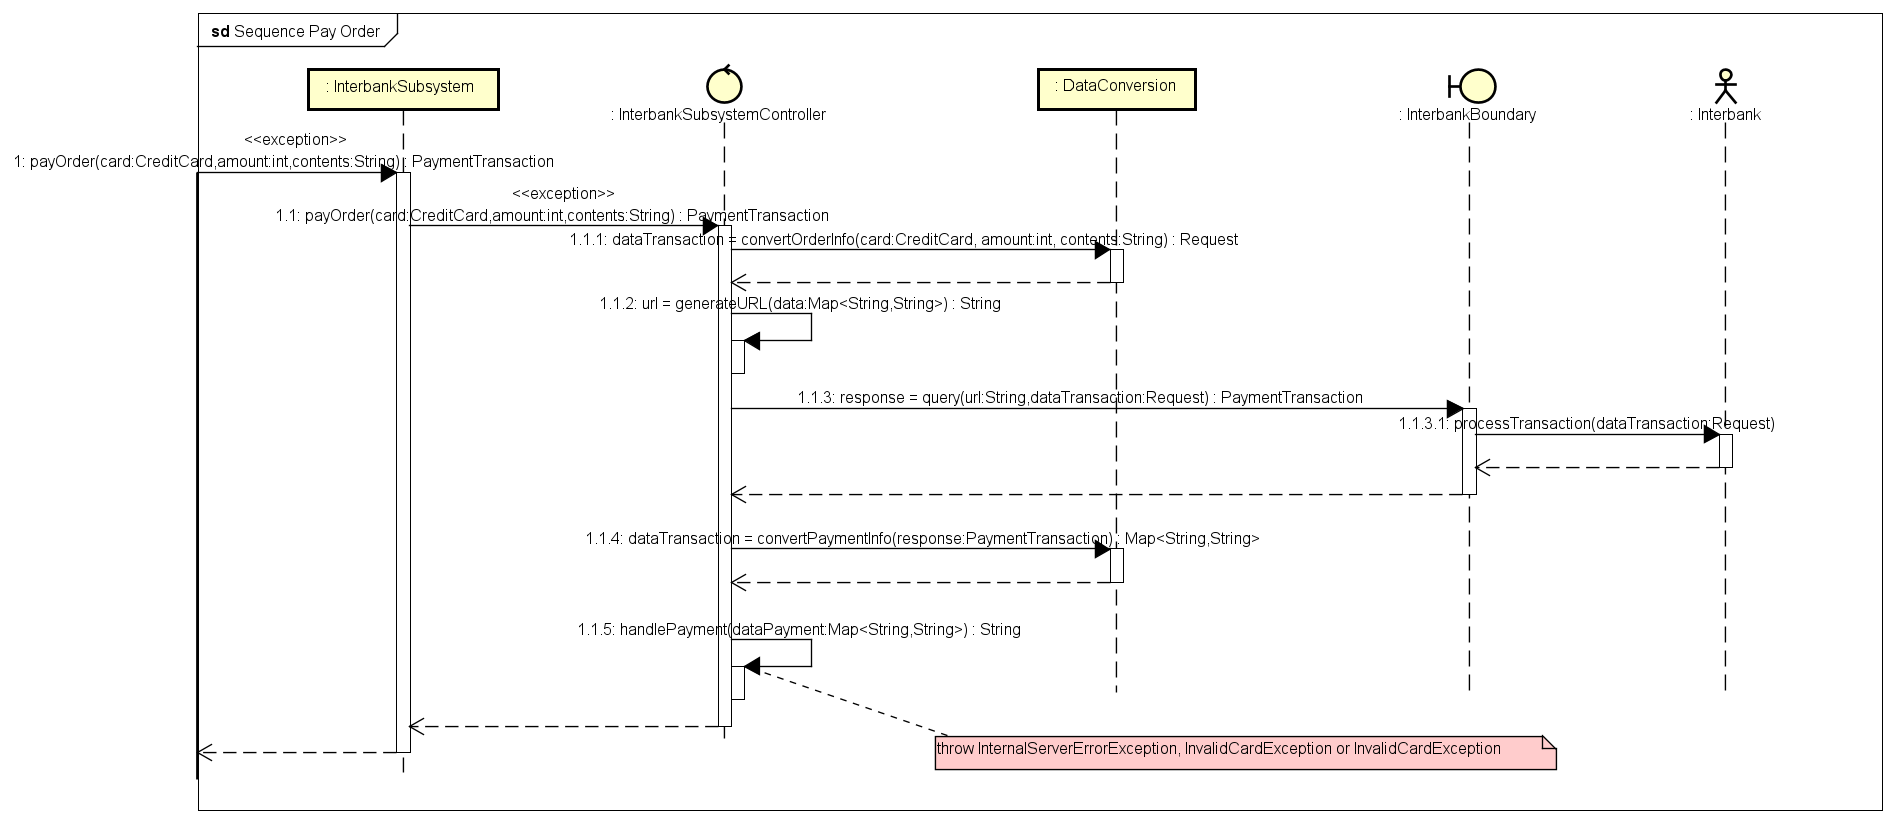 sd Sequence Pay Order
: InterbankSubsystem
: InterbankSubsystemController
: DataConversion
: InterbankBoundary
: Interbank
<<exception>>
1: payOrder(card:CreditCard,amount:int,contents:String) : PaymentTransaction
<<exception>>
1.1: payOrder(card:CreditCard,amount:int,contents:String) : PaymentTransaction
1.1.1: dataTransaction = convertOrderInfo(card:CreditCard, amount:int, contents:String) : Request
1.1.2: url = generateURL(data:Map<String,String>) : String
1.1.3: response = query(url:String,dataTransaction:Request) : PaymentTransaction
1.1.3.1: processTransaction(dataTransaction:Request)
1.1.4: dataTransaction = convertPaymentInfo(response:PaymentTransaction) : Map<String,String>
1.1.5: handlePayment(dataPayment:Map<String,String>) : String
throw InternalServerErrorException, InvalidCardException or InvalidCardException